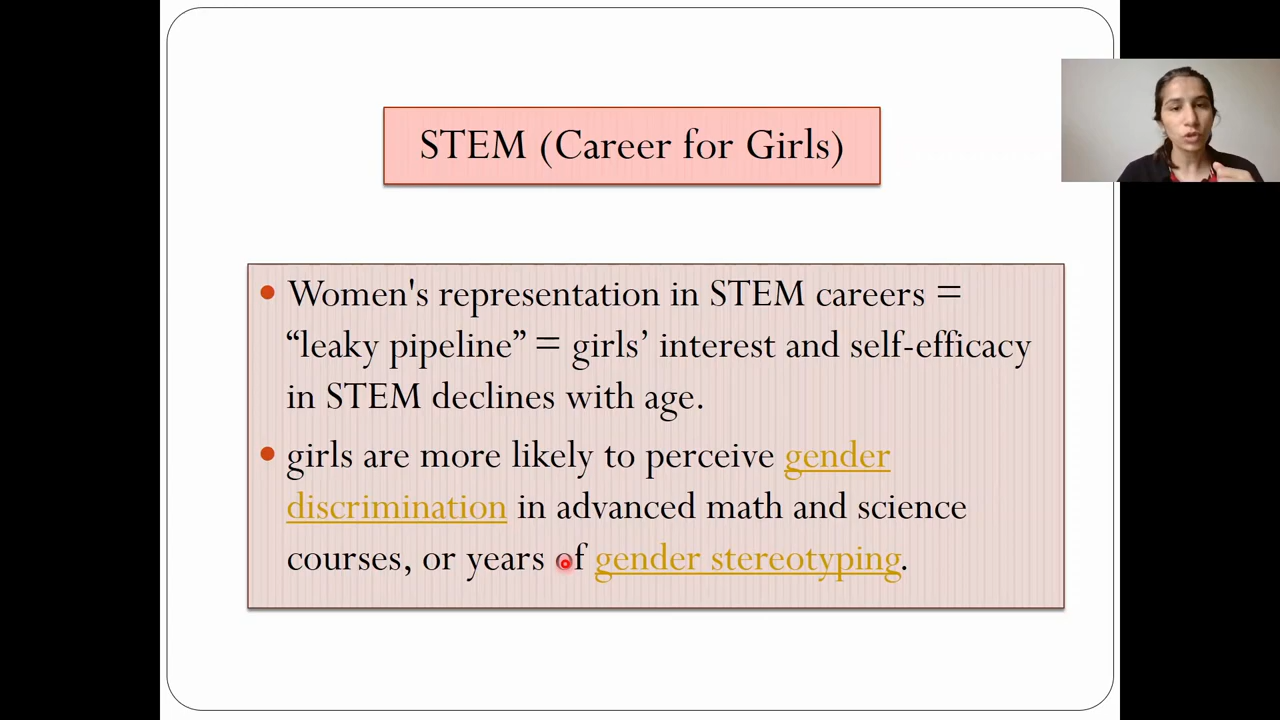 STEM (Career for Girls)
• Women's representation in STEM careers =
“leaky pipeline” = girls’ interest and self-efficacy
in STEM declines with age.
• girls are more likely to perceive gender
discrimination in advanced math and science
courses, or years of gender stereotyping.